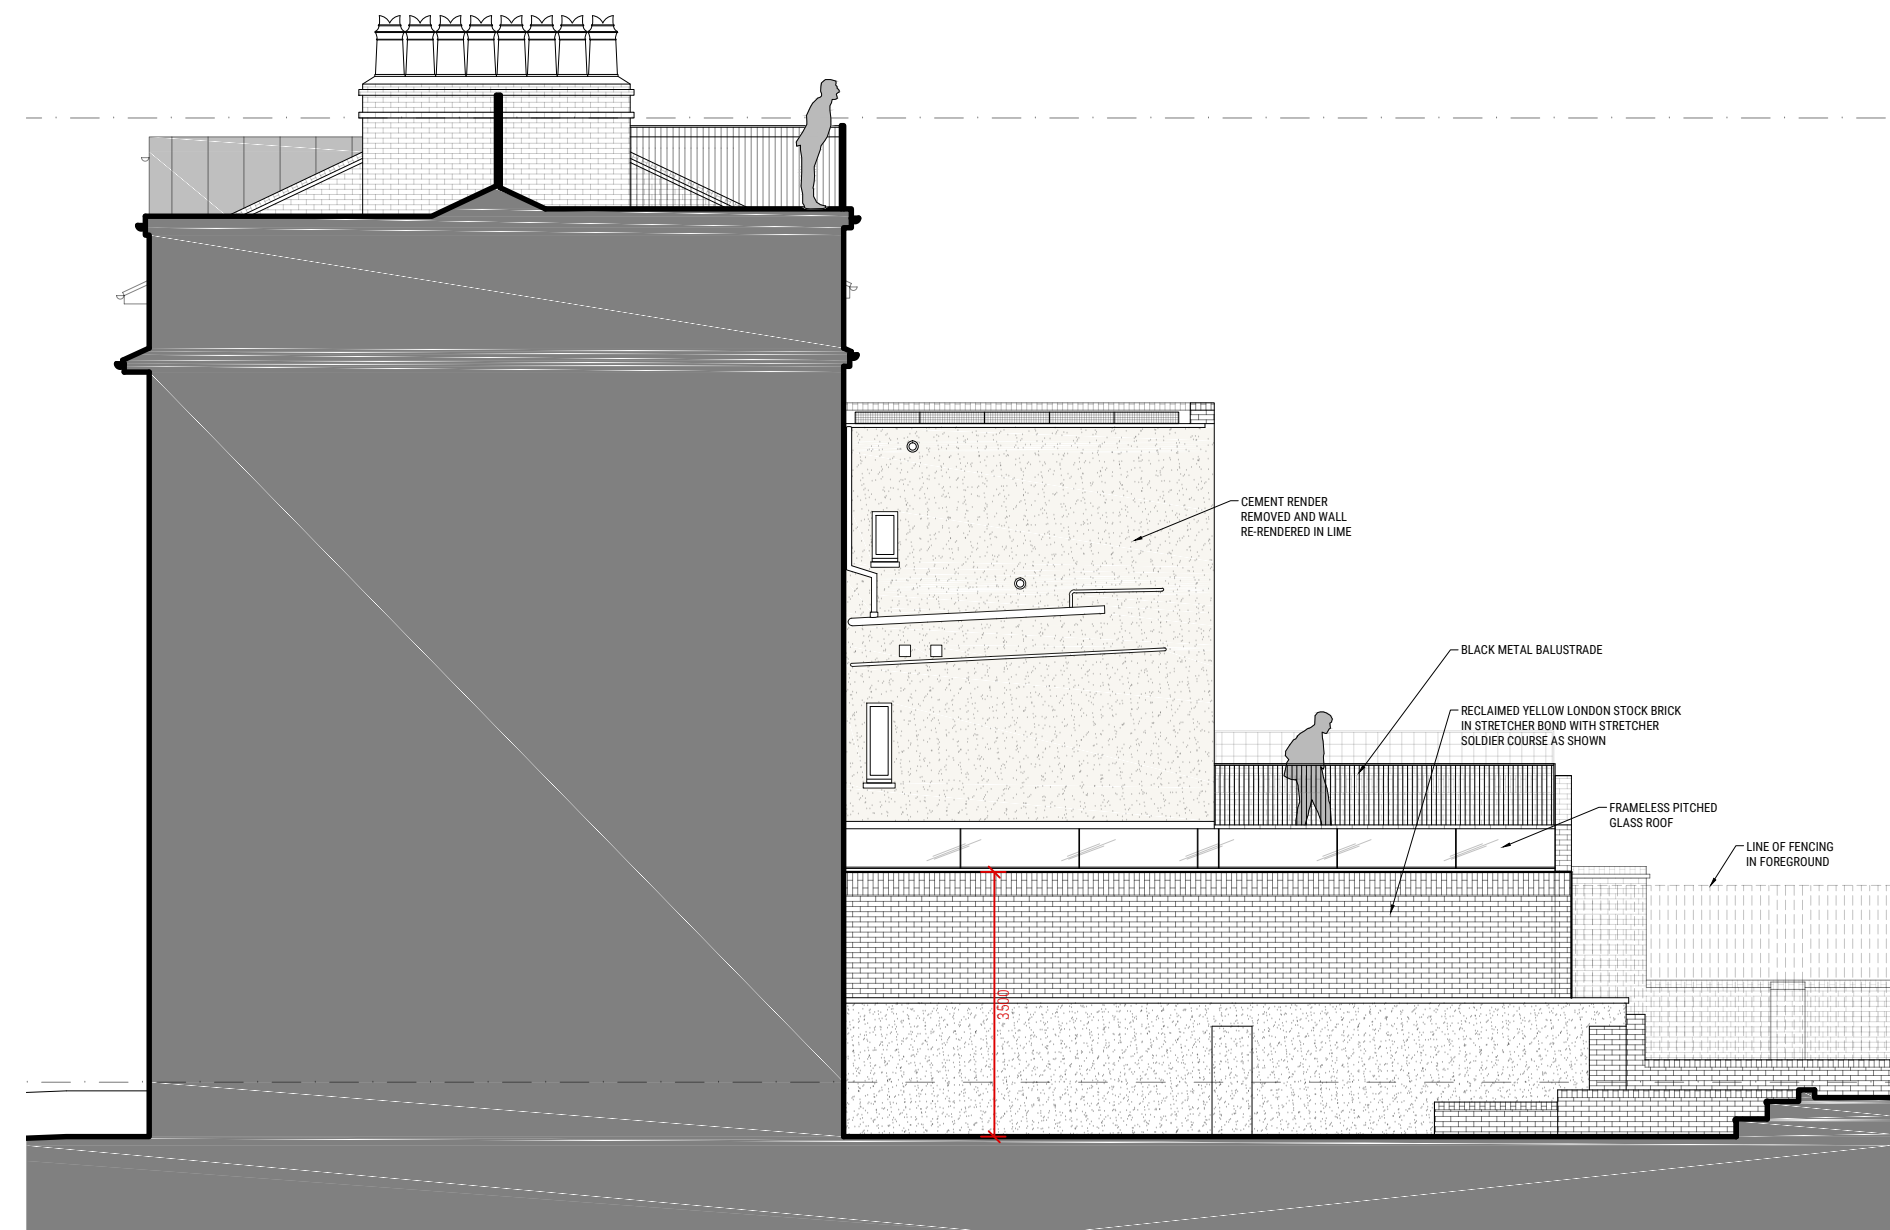 CEMENT RENDER
REMOVED AND WALL
RE-RENDERED IN LIME
BLACK METAL BALUSTRADE
RECLAIMED YELLOW LONDON STOCK BRICK
IN STRETCHER BOND WITH STRETCHER
SOLDIER COURSE AS SHOWN
FRAMELESS PITCHED
GLASS ROOF
LINE OF FENCING
IN FOREGROUND
3500